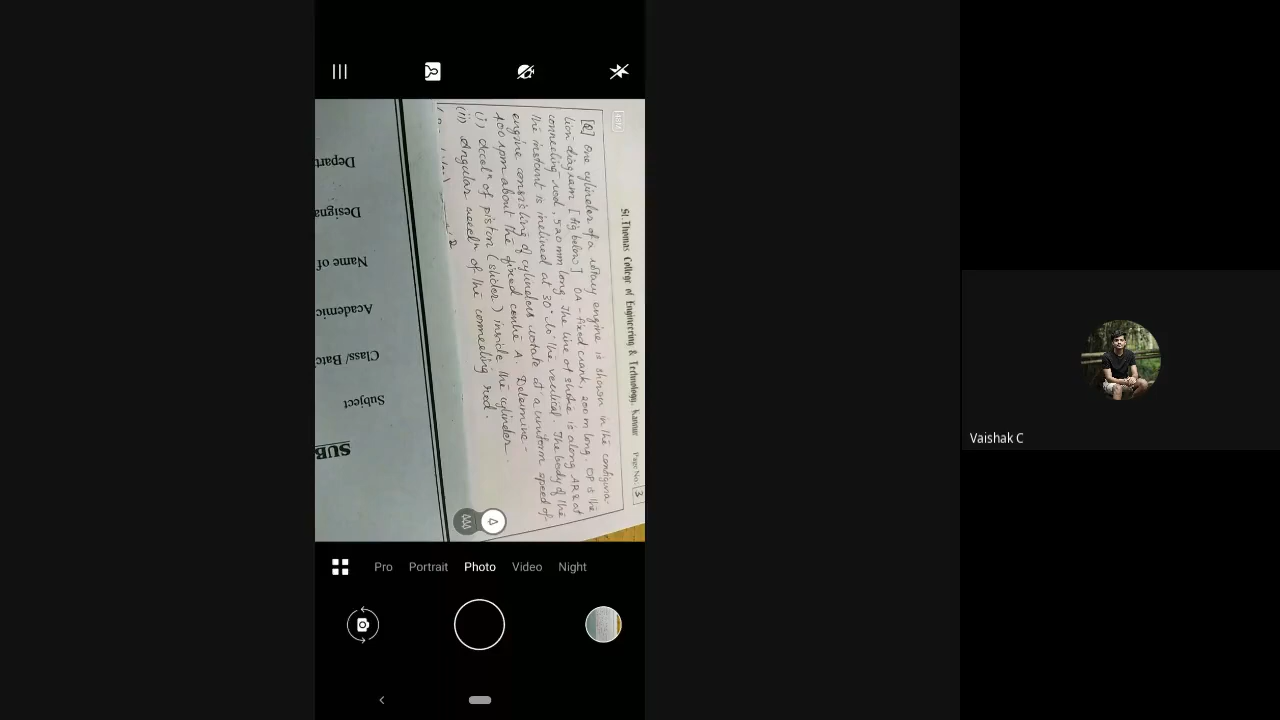 St. Thomas College of Engineering & Technology, Kannur Page No: 3
[Q] One cylinder of a rotary engine is shown in the configura-
tion diagram [fig below] OA - fixed crank, 200 m long. OP is the
connecting rod, 520 mm long. The line of stroke is along AR & at
the instant is inclined at 30° to the vertical. The body of the
engine consisting of cylinders rotate at a uniform speed of
400 rpm about the fixed centre A. Determine -
(i) Accelⁿ of piston (slider) inside the cylinder.
(ii) Angular accelⁿ of the connecting rod.
SUB
Subject
Class/ Batc
Academic
Name of
Designa
Depart
AUTO
Pro Portrait Photo Video Night
Vaishak C